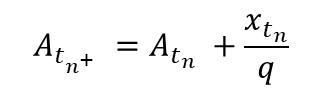 $A_{t_{n^+}} = A_{t_n} + \frac{x_{t_n}}{q}$